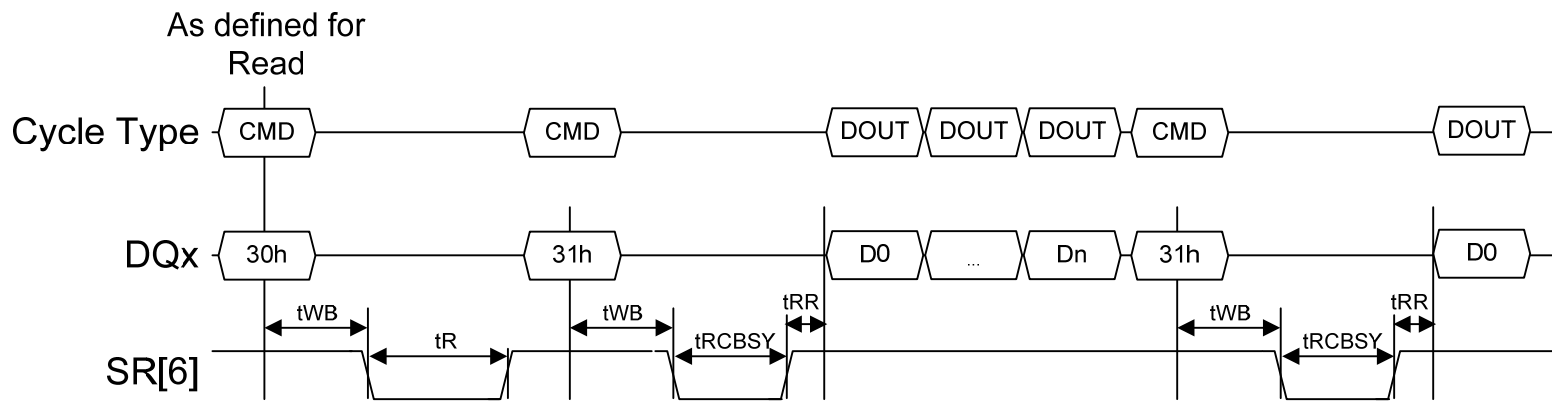 As defined for
Read
Cycle Type
CMD
CMD
DOUT
DOUT
DOUT
CMD
DOUT
DQx
30h
31h
D0
...
Dn
31h
D0
tWB
tR
tWB
tRCBSY
tRR
tWB
tRCBSY
tRR
SR[6]